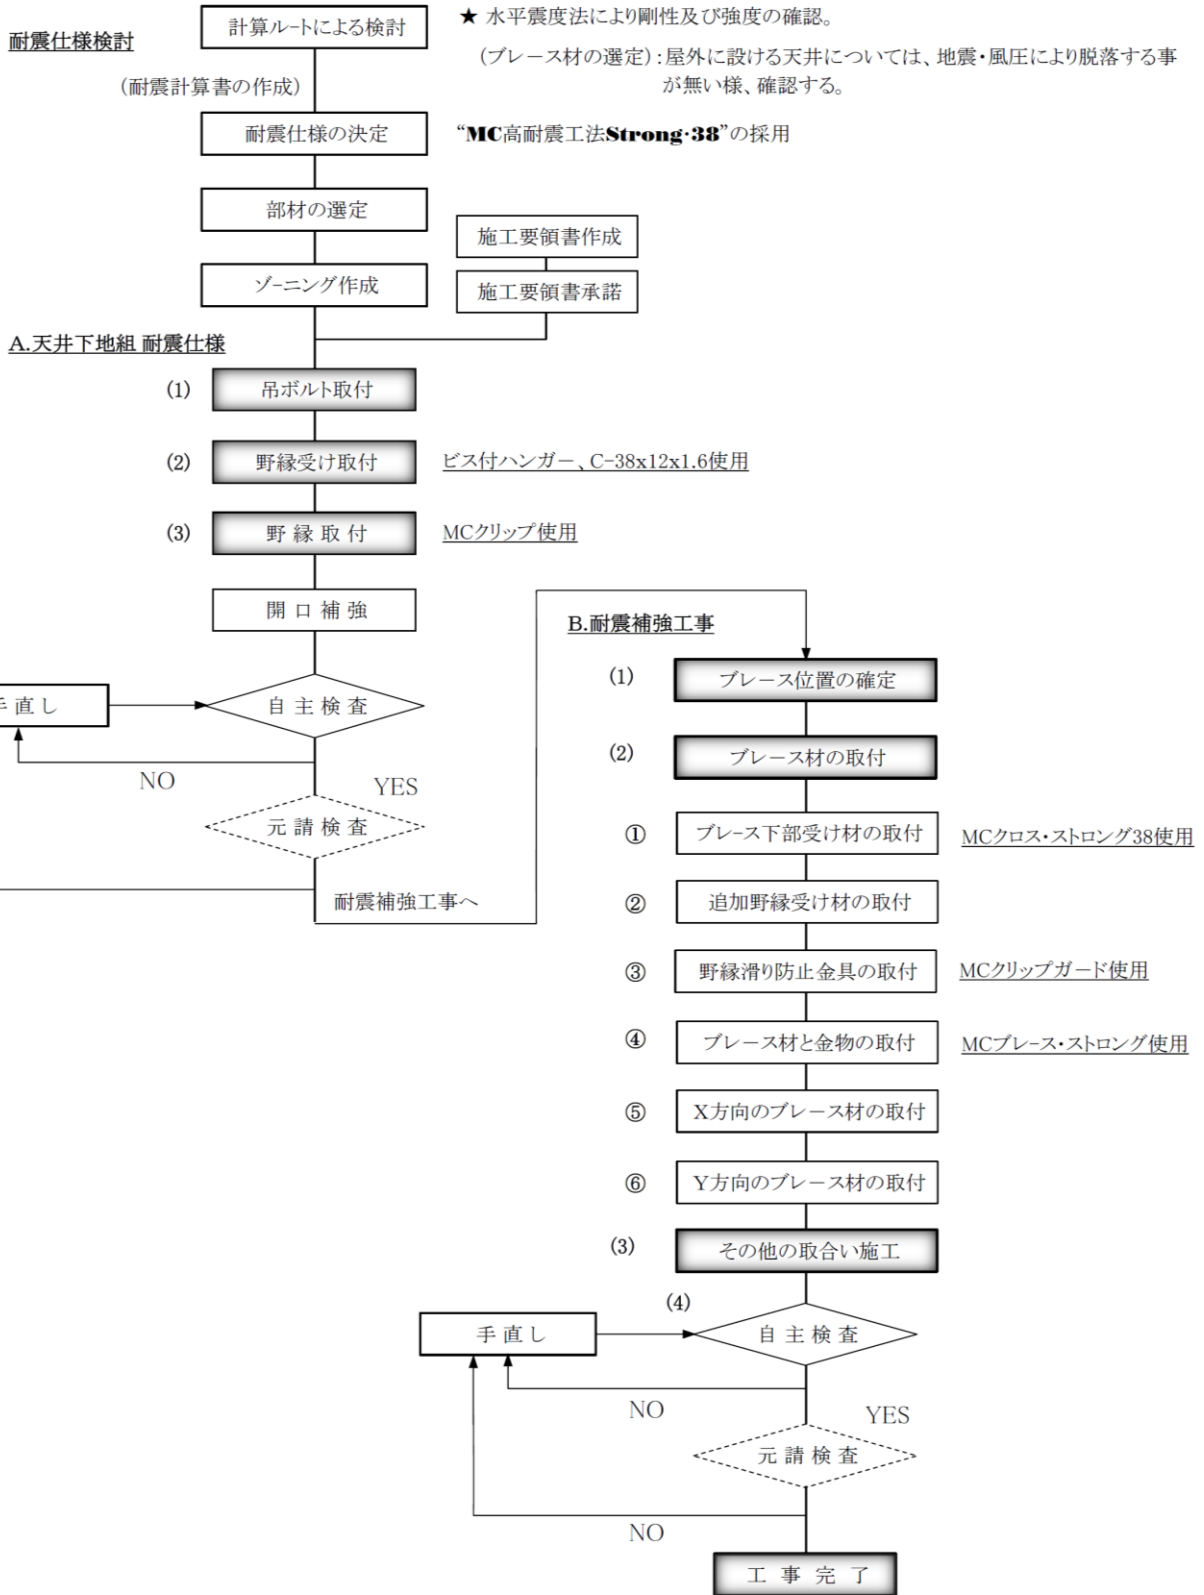 計算ルートによる検討
★ 水平震度法により剛性及び強度の確認。
耐震仕様検討
(ブレース材の選定):屋外に設ける天井については、地震・風圧により脱落する事
が無い様、確認する。
(耐震計算書の作成)
耐震仕様の決定
“MC高耐震工法Strong・38”の採用
部材の選定
施工要領書作成
ゾーニング作成
施工要領書承諾
A.天井下地組 耐震仕様
(1) 吊ボルト取付
(2) 野縁受け取付 ビス付ハンガー、C-38x12x1.6使用
(3) 野 縁 取 付 MCクリップ使用
開 口 補 強
手 直 し
自 主 検 査
NO
YES
元 請 検 査
耐震補強工事へ
B.耐震補強工事
(1) ブレース位置の確定
(2) ブレース材の取付
① ブレース下部受け材の取付 MCクロス・ストロング38使用
② 追加野縁受け材の取付
③ 野縁滑り防止金具の取付 MCクリップガード使用
④ ブレース材と金物の取付 MCブレース・ストロング使用
⑤ X方向のブレース材の取付
⑥ Y方向のブレース材の取付
(3) その他の取合い施工
(4)
手 直 し
自 主 検 査
NO
YES
元 請 検 査
NO
工 事 完 了